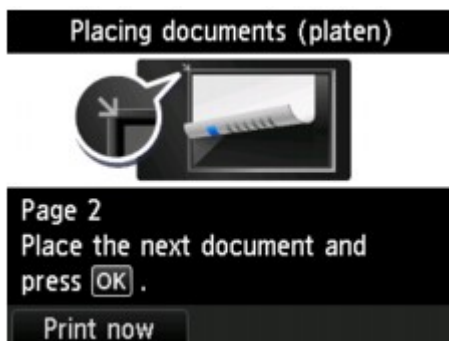 Placing documents (platen)
Page 2
Place the next document and
press OK .
Print now